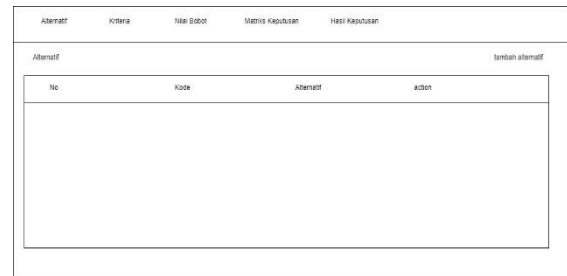 Alternatif Kriteria Nilai Bobot Matriks Keputusan Hasil Keputusan
Alternatif tambah alternatif
No Kode Alternatif action